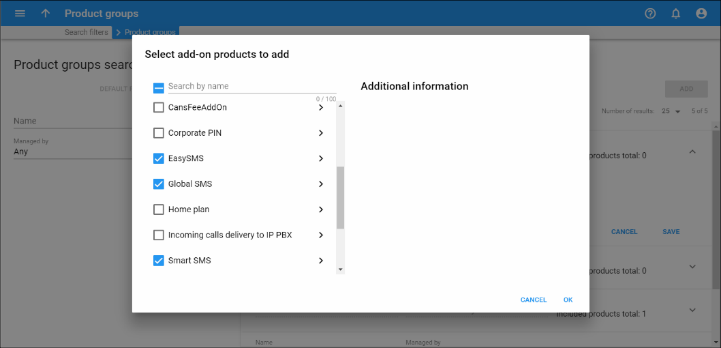 Product groups
Search filters
Product groups
Product groups sear
DEFAULT
ADD
Name
Number of results: 25
5 of 5
Managed by
Any
products total: 0
CANCEL
SAVE
products total: 0
Included products total: 1
Name
Managed by
Select add-on products to add
Search by name
0 / 100
CansFeeAddOn
Corporate PIN
EasySMS
Global SMS
Home plan
Incoming calls delivery to IP PBX
Smart SMS
Additional information
CANCEL
OK